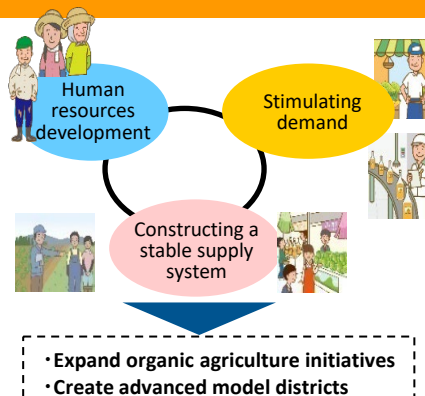 Human
resources
development
Stimulating
demand
Constructing a
stable supply
system
・Expand organic agriculture initiatives
・Create advanced model districts